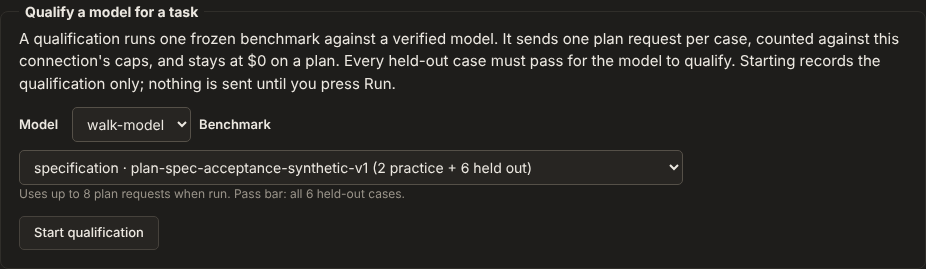 Qualify a model for a task
A qualification runs one frozen benchmark against a verified model. It sends one plan request per case, counted against this
connection's caps, and stays at $0 on a plan. Every held-out case must pass for the model to qualify. Starting records the
qualification only; nothing is sent until you press Run.
Model walk-model Benchmark
specification · plan-spec-acceptance-synthetic-v1 (2 practice + 6 held out)
Uses up to 8 plan requests when run. Pass bar: all 6 held-out cases.
Start qualification